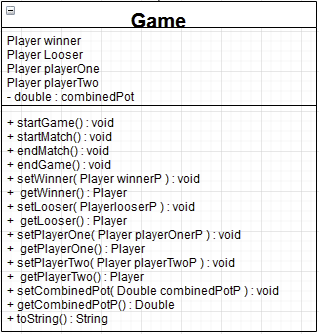 Game
Player winner
Player Looser
Player playerOne
Player playerTwo
- double : combinedPot
+ startGame() : void
+ startMatch() : void
+ endMatch() : void
+ endGame() : void
+ setWinner( Player winnerP ) : void
+ getWinner() : Player
+ setLooser( PlayerlooserP ) : void
+ getLooser() : Player
+ setPlayerOne( Player playerOnerP ) : void
+ getPlayerOne() : Player
+ setPlayerTwo( Player playerTwoP ) : void
+ getPlayerTwo() : Player
+ setCombinedPot( Double combinedPotP ) : void
+ getCombinedPotP() : Double
+ toString() : String